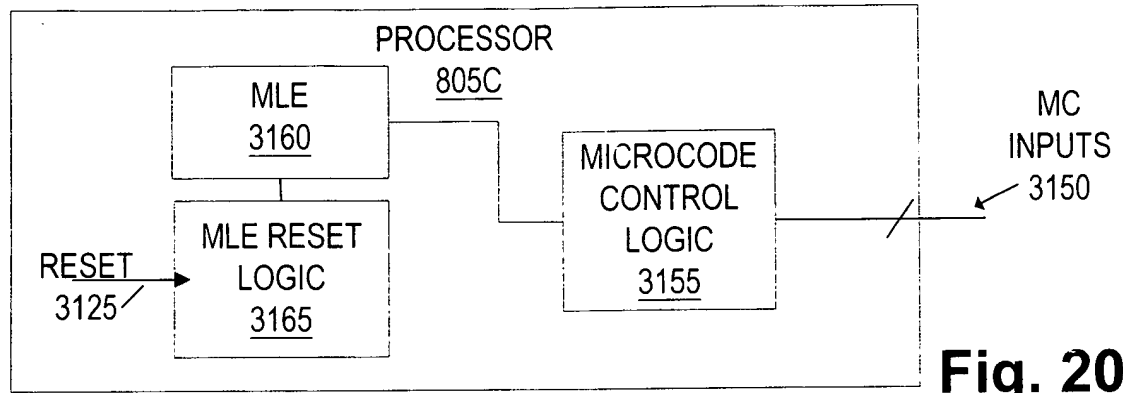 PROCESSOR
805C
MLE
3160
MLE RESET
LOGIC
3165
RESET
3125
MICROCODE
CONTROL
LOGIC
3155
MC
INPUTS
3150
Fig. 20